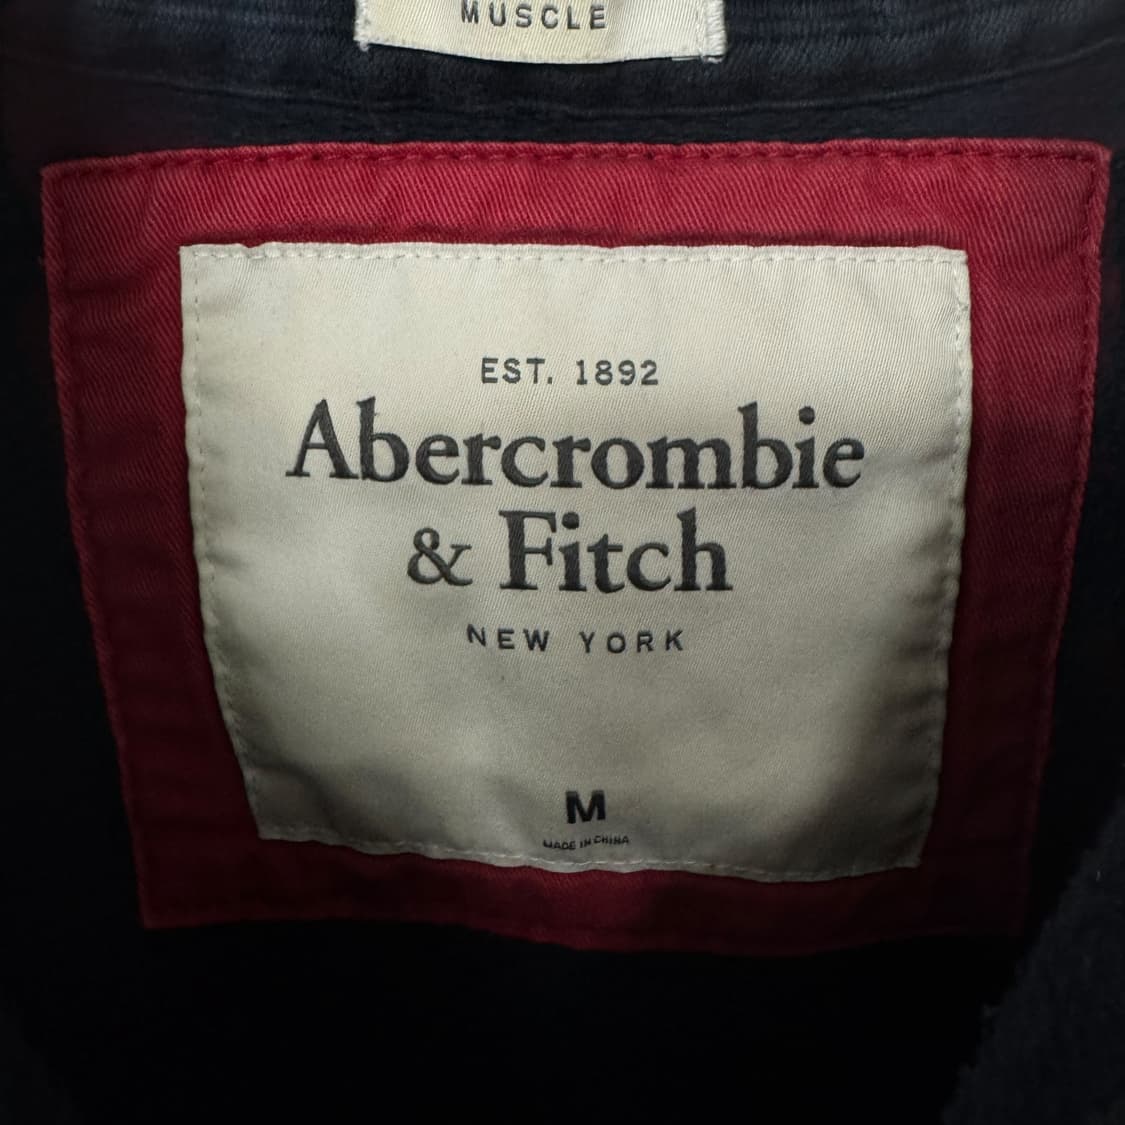 MUSCLE
EST. 1892
Abercrombie
& Fitch
NEW YORK
M
MADE IN CHINA